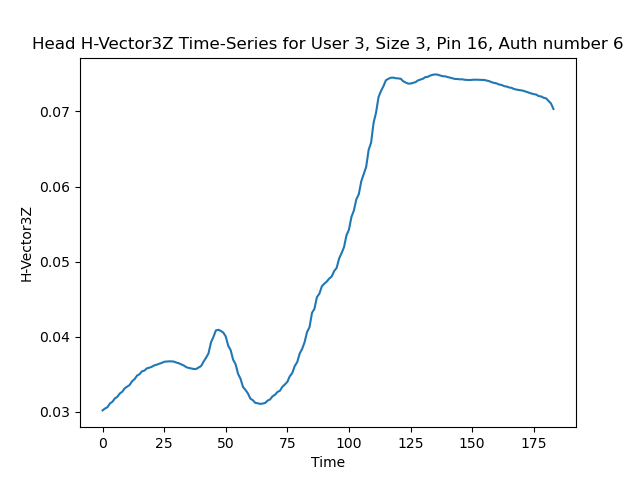 Head H-Vector3Z Time-Series for User 3, Size 3, Pin 16, Auth number 6
0.07
0.06
0.05
0.04
0.03
H-Vector3Z
0 25 50 75 100 125 150 175
Time